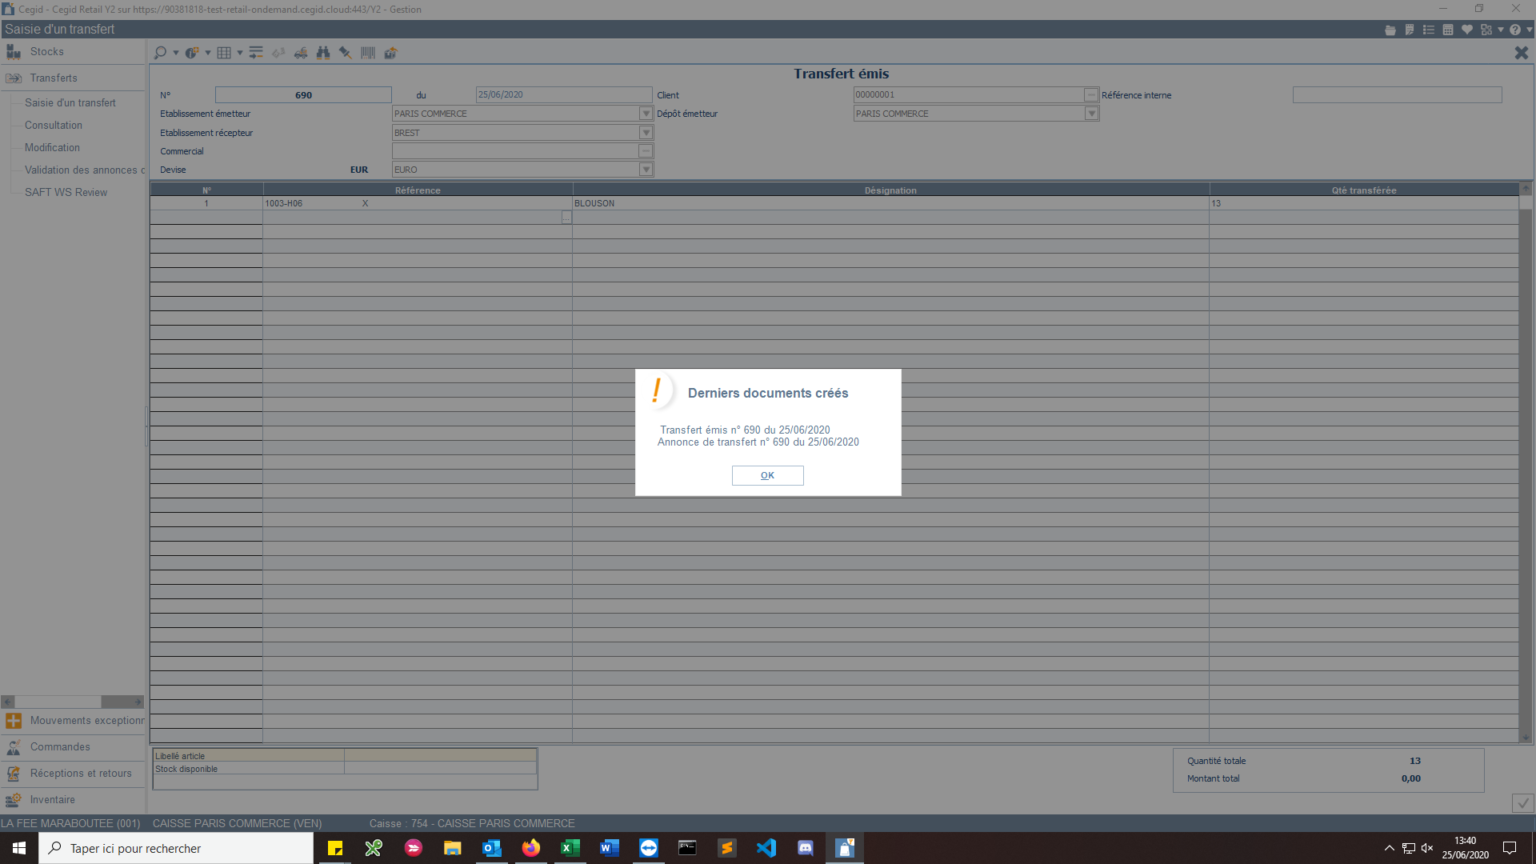 Cegid - Cegid Retail Y2 sur https://90381818-test-retail-ondemand.cegid.cloud:443/Y2 - Gestion
Saisie d'un transfert
Stocks
Transferts
Saisie d'un transfert
Consultation
Modification
Validation des annonces d
SAFT WS Review
Transfert émis
N° 690 du 25/06/2020 Client 00000001 Référence interne
Etablissement émetteur PARIS COMMERCE Dépôt émetteur PARIS COMMERCE
Etablissement récepteur BREST
Commercial
Devise EUR EURO
N° Référence Désignation Qté transférée
1 1003-H06 X BLOUSON 13
Derniers documents créés
Transfert émis n° 690 du 25/06/2020
Annonce de transfert n° 690 du 25/06/2020
OK
Mouvements exceptionn
Commandes
Réceptions et retours
Inventaire
Libellé article
Stock disponible
Quantité totale 13
Montant total 0,00
LA FEE MARABOUTEE (001) CAISSE PARIS COMMERCE (VEN) Caisse : 754 - CAISSE PARIS COMMERCE
Taper ici pour rechercher
13:40
25/06/2020